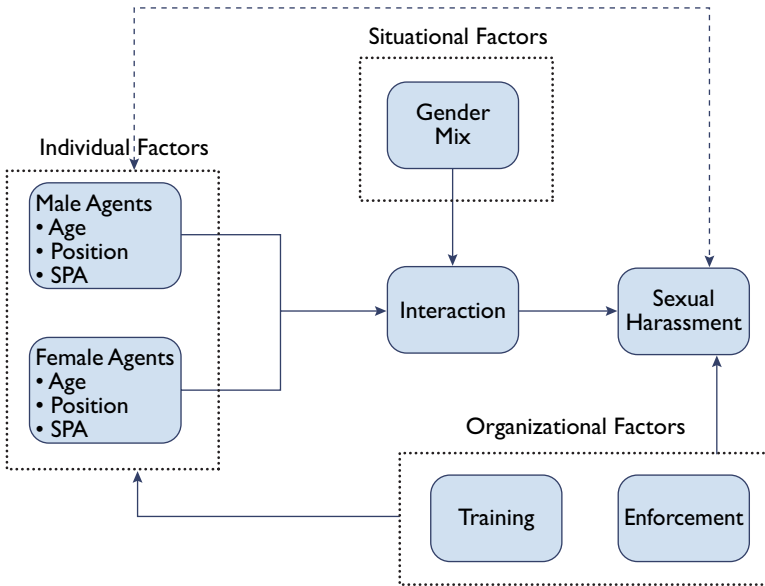 Situational Factors
Gender
Mix
Individual Factors
Male Agents
• Age
• Position
• SPA
Interaction
Sexual
Harassment
Female Agents
• Age
• Position
• SPA
Organizational Factors
Training
Enforcement